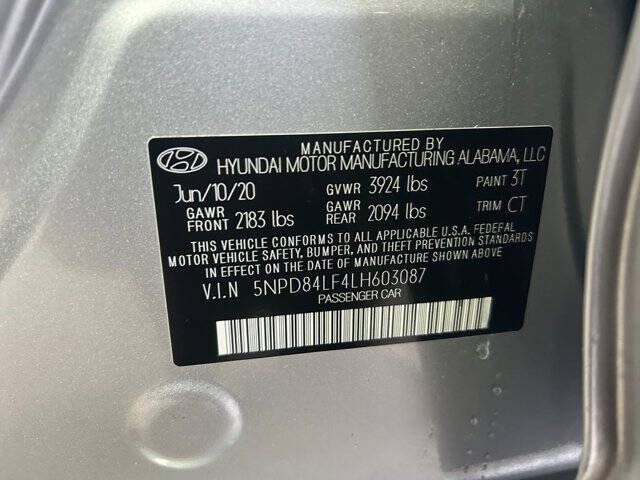 MANUFACTURED BY
HYUNDAI MOTOR MANUFACTURING ALABAMA, LLC
Jun/10/20 GVWR 3924 lbs PAINT 3T
GAWR FRONT 2183 lbs GAWR REAR 2094 lbs TRIM CT
THIS VEHICLE CONFORMS TO ALL APPLICABLE U.S.A. FEDERAL
MOTOR VEHICLE SAFETY, BUMPER, AND THEFT PREVENTION STANDARDS
IN EFFECT ON THE DATE OF MANUFACTURE SHOWN ABOVE.
V.I.N 5NPD84LF4LH603087
PASSENGER CAR